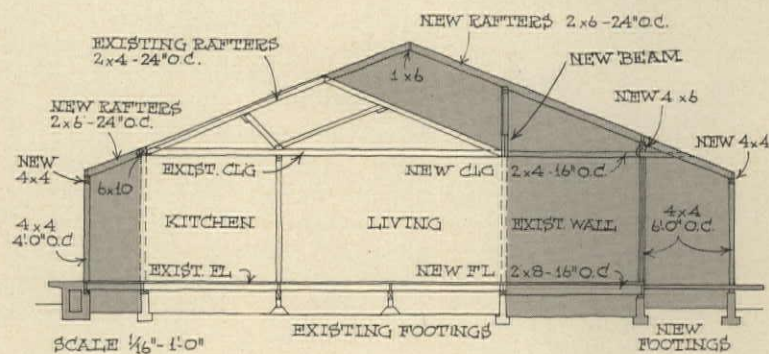 NEW RAFTERS 2x6-24"O.C.
EXISTING RAFTERS
2x4-24"O.C.
1x6
NEW BEAM
NEW RAFTERS
2x6-24"O.C.
NEW 4x6
NEW
4x4
NEW 4x4
6x10
EXIST. CLG
NEW CLG
2x4-16"O.C.
4x4
4'.0"O.C
KITCHEN
LIVING
EXIST. WALL
4x4
6'.0"O.C.
EXIST. FL
NEW FL
2x8-16"O.C
EXISTING FOOTINGS
NEW
FOOTINGS
SCALE 1/16"-1'-0"